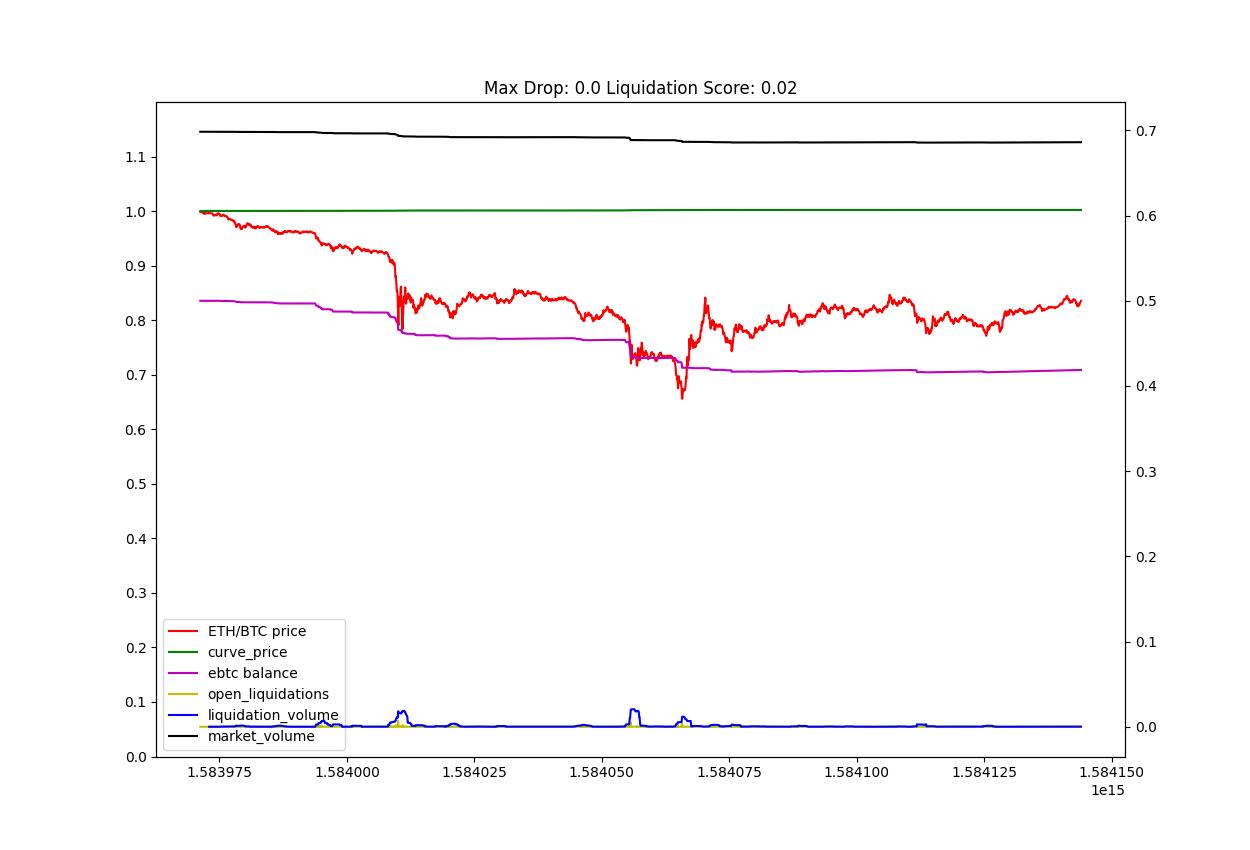 Max Drop: 0.0 Liquidation Score: 0.02
1.1
1.0
0.9
0.8
0.7
0.6
0.5
0.4
0.3
0.2
0.1
0.0
0.7
0.6
0.5
0.4
0.3
0.2
0.1
0.0
ETH/BTC price
curve_price
ebtc balance
open_liquidations
liquidation_volume
market_volume
1.583975 1.584000 1.584025 1.584050 1.584075 1.584100 1.584125 1.584150
1e15